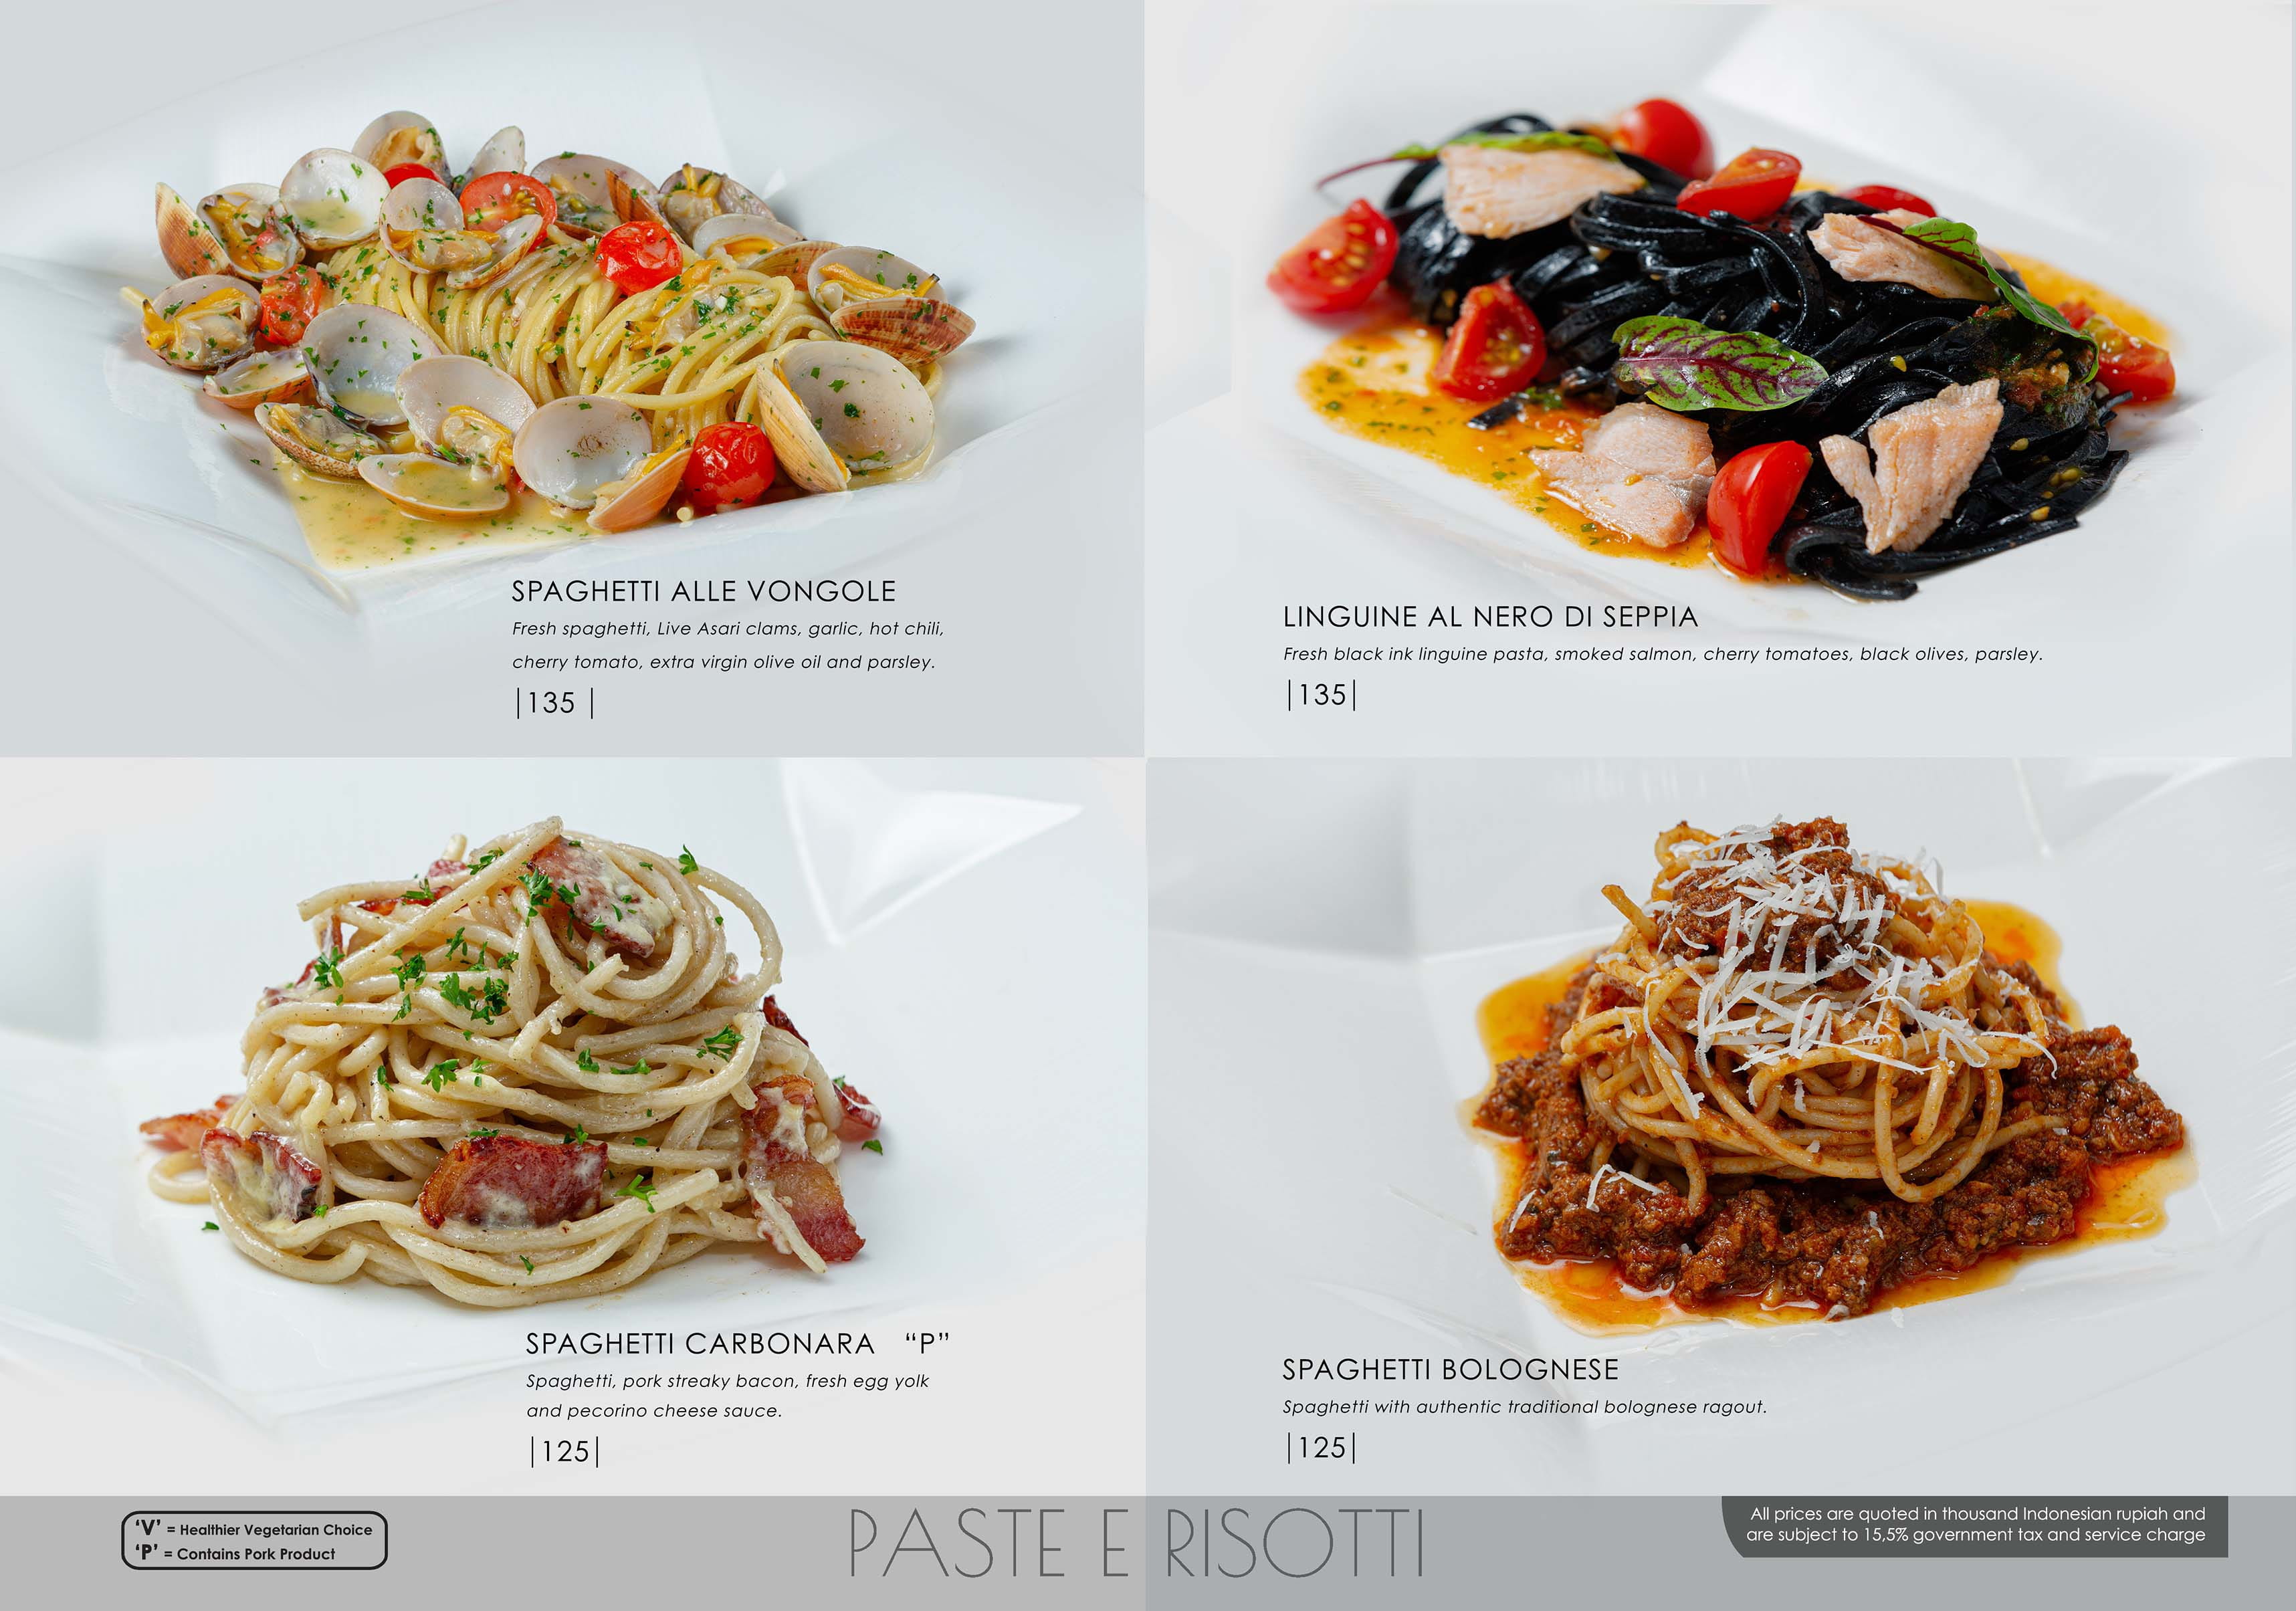 SPAGHETTI ALLE VONGOLE
Fresh spaghetti, Live Asari clams, garlic, hot chili,
cherry tomato, extra virgin olive oil and parsley.
|135 |
LINGUINE AL NERO DI SEPPIA
Fresh black ink linguine pasta, smoked salmon, cherry tomatoes, black olives, parsley.
|135|
SPAGHETTI CARBONARA “P”
Spaghetti, pork streaky bacon, fresh egg yolk
and pecorino cheese sauce.
|125|
SPAGHETTI BOLOGNESE
Spaghetti with authentic traditional bolognese ragout.
|125|
‘V’ = Healthier Vegetarian Choice
‘P’ = Contains Pork Product
PASTE E RISOTTI
All prices are quoted in thousand Indonesian rupiah and
are subject to 15,5% government tax and service charge